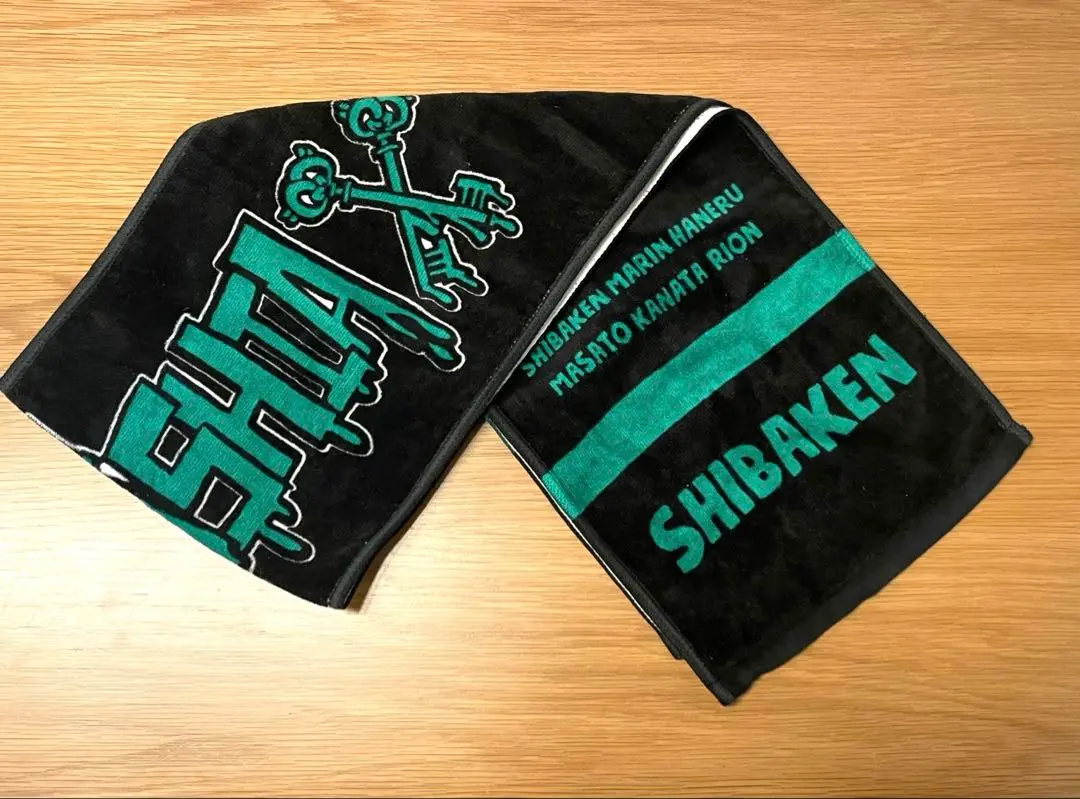 SHIBAKEN MARIN HANERU
MASATO KANATA RION
SHIBAKEN